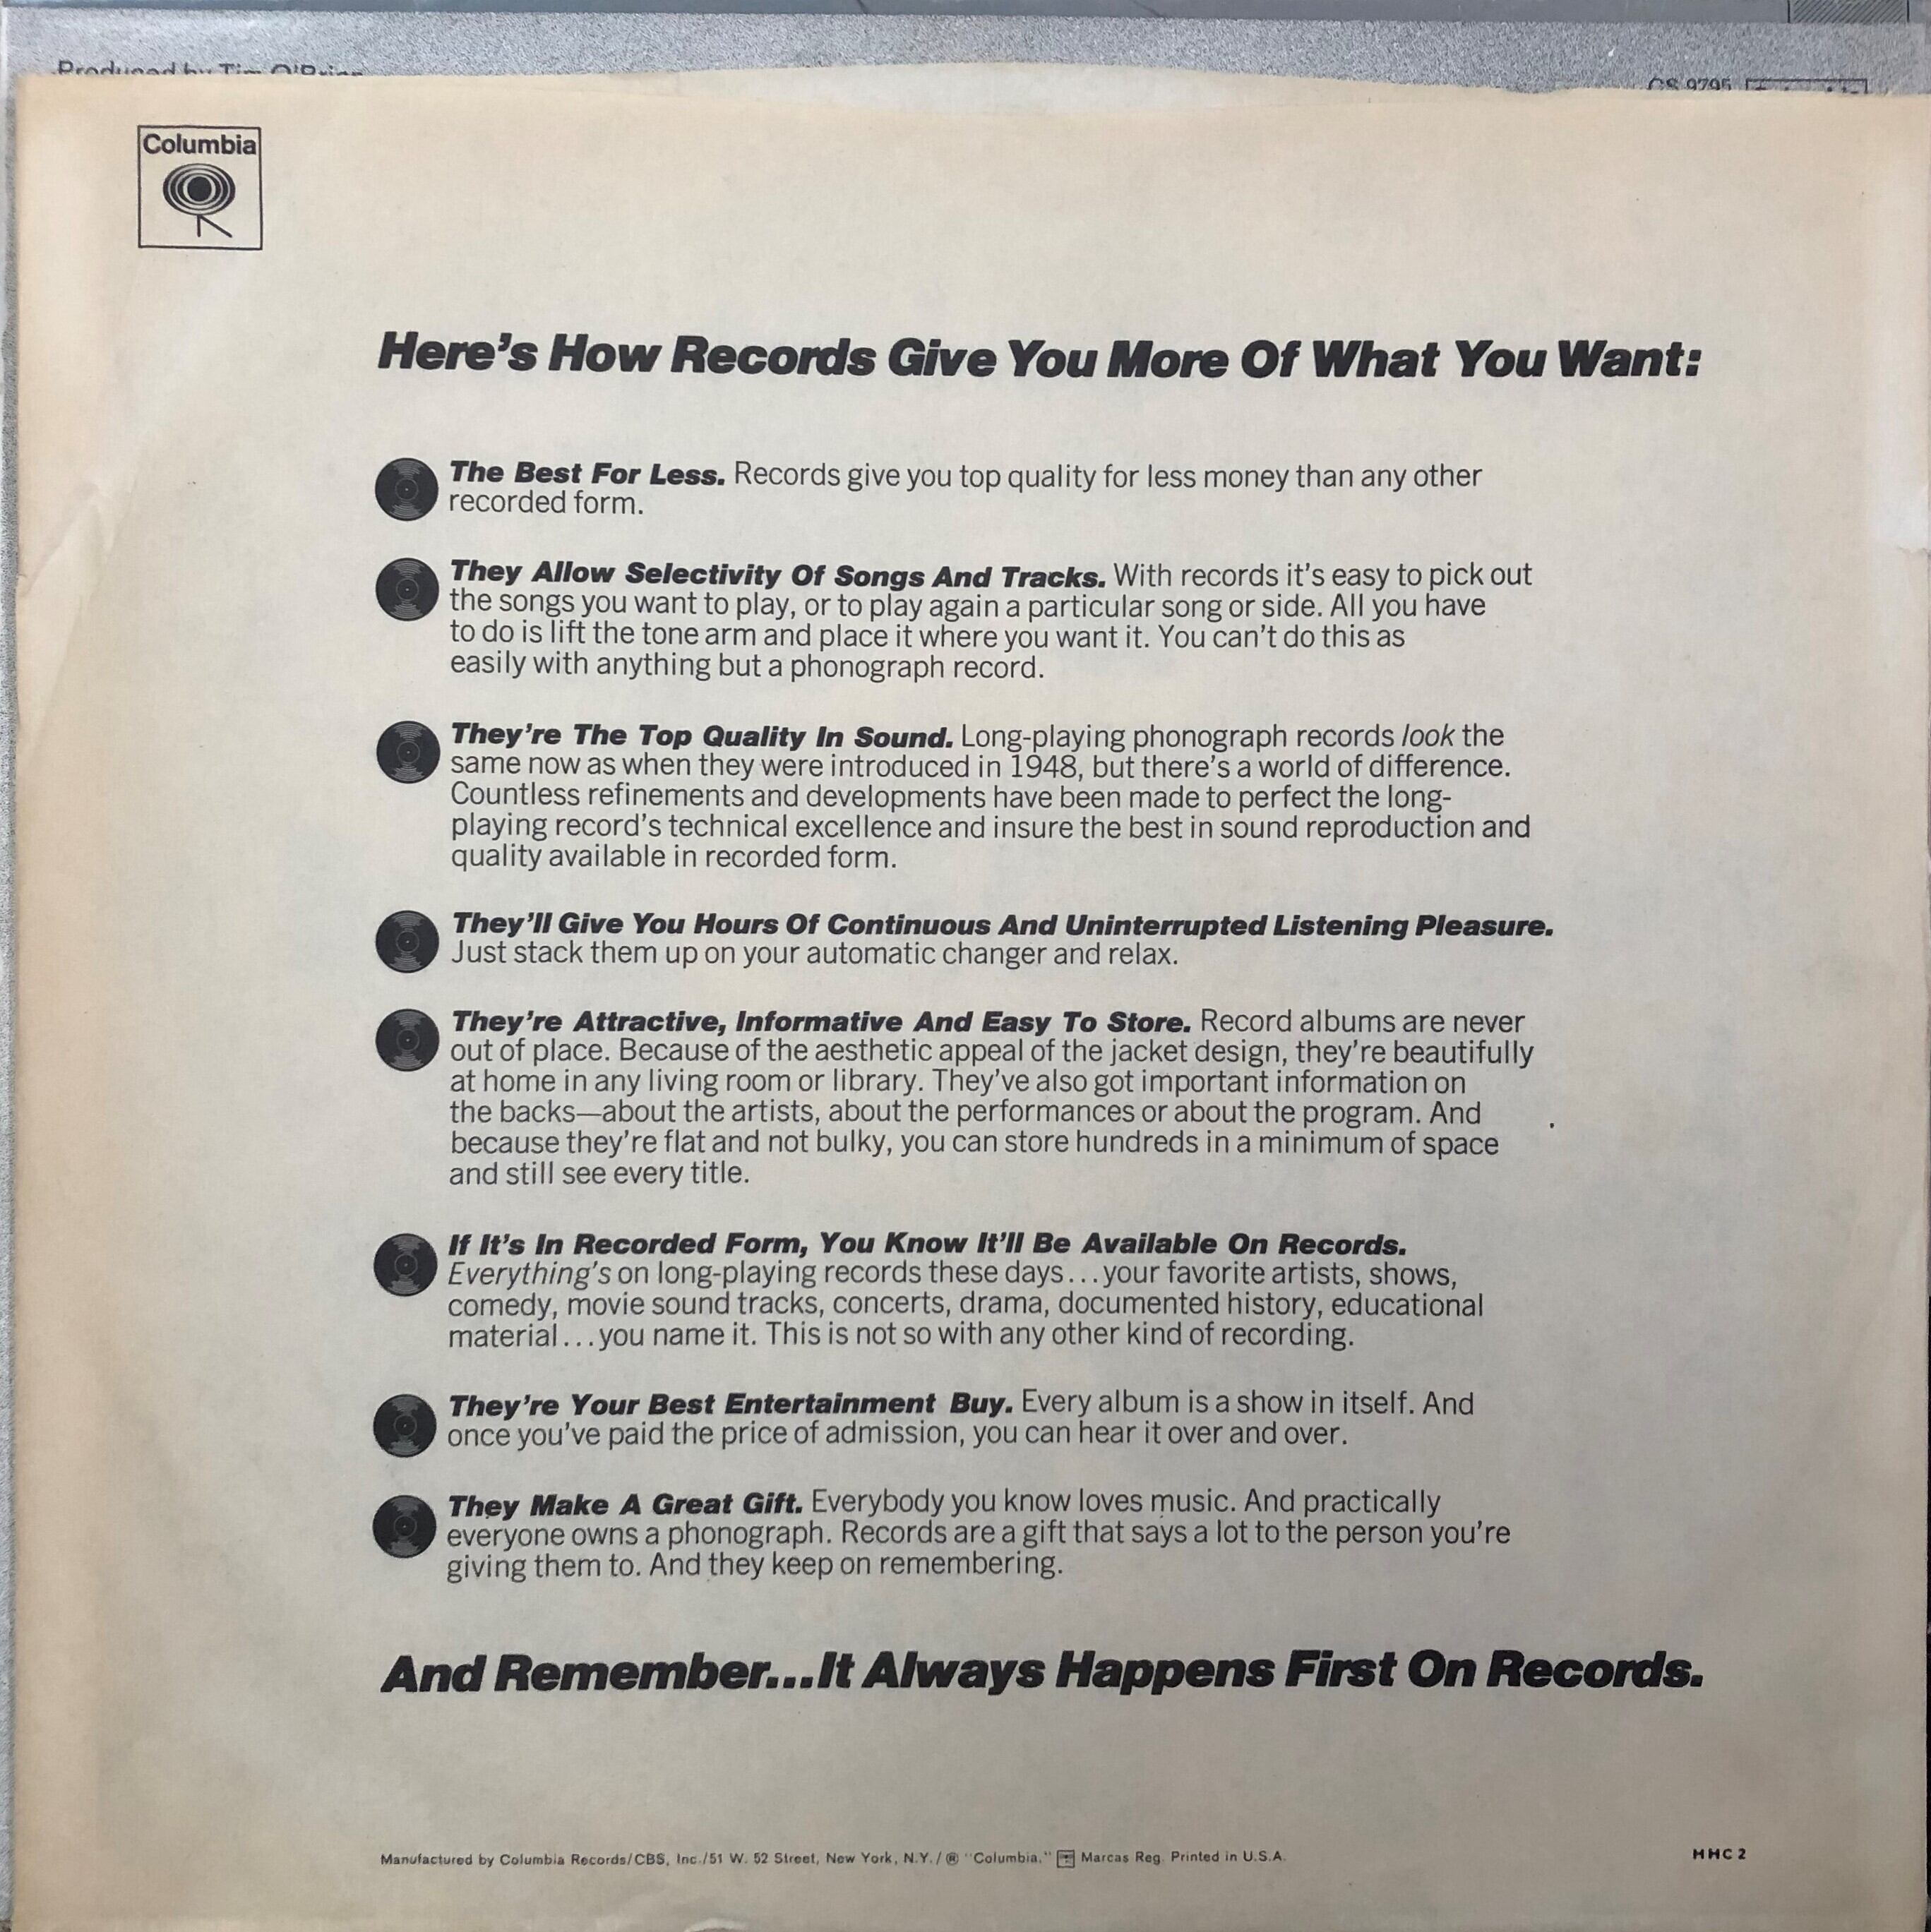 Produced by Tim O'Brien
CS 9795
Columbia
Here's How Records Give You More Of What You Want:
The Best For Less. Records give you top quality for less money than any other
recorded form.
They Allow Selectivity Of Songs And Tracks. With records it's easy to pick out
the songs you want to play, or to play again a particular song or side. All you have
to do is lift the tone arm and place it where you want it. You can't do this as
easily with anything but a phonograph record.
They're The Top Quality In Sound. Long-playing phonograph records look the
same now as when they were introduced in 1948, but there's a world of difference.
Countless refinements and developments have been made to perfect the long-
playing record's technical excellence and insure the best in sound reproduction and
quality available in recorded form.
They'll Give You Hours Of Continuous And Uninterrupted Listening Pleasure.
Just stack them up on your automatic changer and relax.
They're Attractive, Informative And Easy To Store. Record albums are never
out of place. Because of the aesthetic appeal of the jacket design, they're beautifully
at home in any living room or library. They've also got important information on
the backs—about the artists, about the performances or about the program. And
because they're flat and not bulky, you can store hundreds in a minimum of space
and still see every title.
If It's In Recorded Form, You Know It'll Be Available On Records.
Everything's on long-playing records these days...your favorite artists, shows,
comedy, movie sound tracks, concerts, drama, documented history, educational
material...you name it. This is not so with any other kind of recording.
They're Your Best Entertainment Buy. Every album is a show in itself. And
once you've paid the price of admission, you can hear it over and over.
They Make A Great Gift. Everybody you know loves music. And practically
everyone owns a phonograph. Records are a gift that says a lot to the person you're
giving them to. And they keep on remembering.
And Remember...It Always Happens First On Records.
Manufactured by Columbia Records/CBS, Inc./51 W. 52 Street, New York, N.Y./® "Columbia," Marcas Reg. Printed in U.S.A.
HHC 2